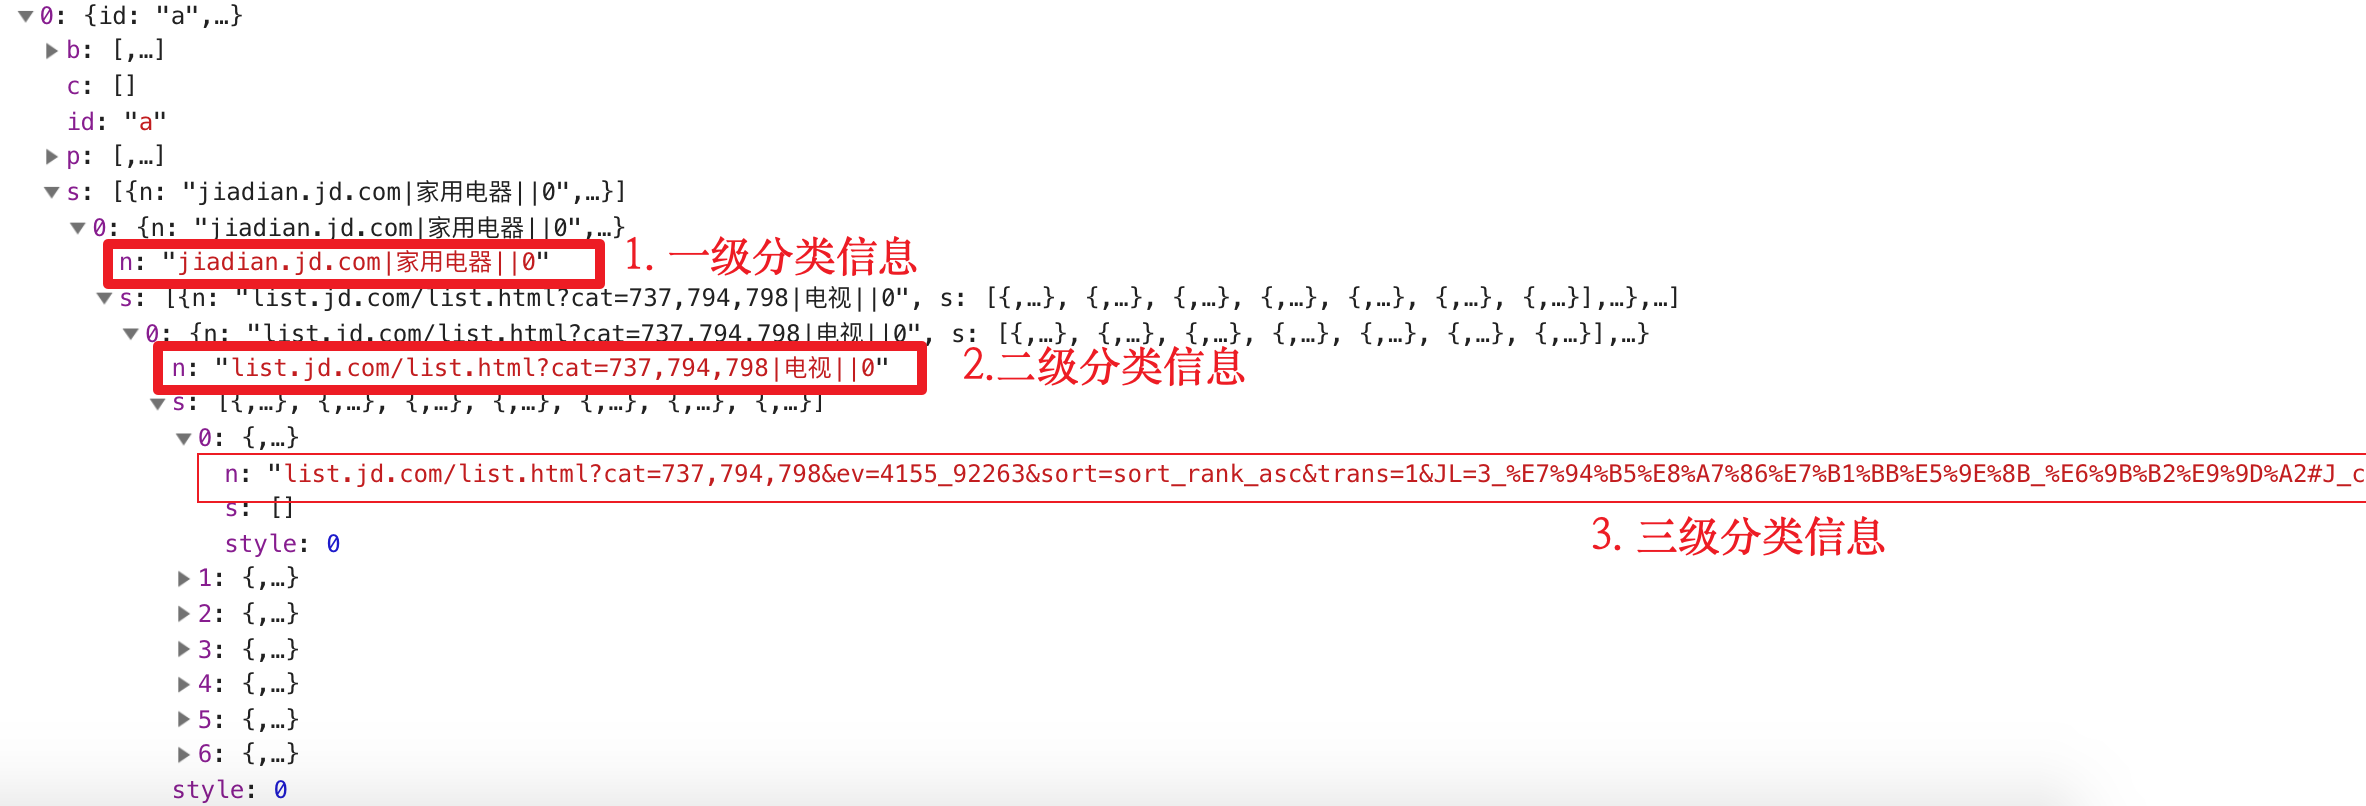 ▼0: {id: "a",…}
▶b: [,…]
c: []
id: "a"
▶p: [,…]
▼s: [{n: "jiadian.jd.com|家用电器||0",…}]
▼0: {n: "jiadian.jd.com|家用电器||0",…}
n: "jiadian.jd.com|家用电器||0" 1. 一级分类信息
▼s: [{n: "list.jd.com/list.html?cat=737,794,798|电视||0", s: [{,…}, {,…}, {,…}, {,…}, {,…}, {,…}, {,…}],…},…]
▼0: {n: "list.jd.com/list.html?cat=737,794,798|电视||0", s: [{,…}, {,…}, {,…}, {,…}, {,…}, {,…}, {,…}],…}
n: "list.jd.com/list.html?cat=737,794,798|电视||0" 2.二级分类信息
▼s: [{,…}, {,…}, {,…}, {,…}, {,…}, {,…}, {,…}]
▼0: {,…}
n: "list.jd.com/list.html?cat=737,794,798&ev=4155_92263&sort=sort_rank_asc&trans=1&JL=3_%E7%94%B5%E8%A7%86%E7%B1%BB%E5%9E%8B_%E6%9B%B2%E9%9D%A2#J_c
s: []
3. 三级分类信息
style: 0
▶1: {,…}
▶2: {,…}
▶3: {,…}
▶4: {,…}
▶5: {,…}
▶6: {,…}
style: 0